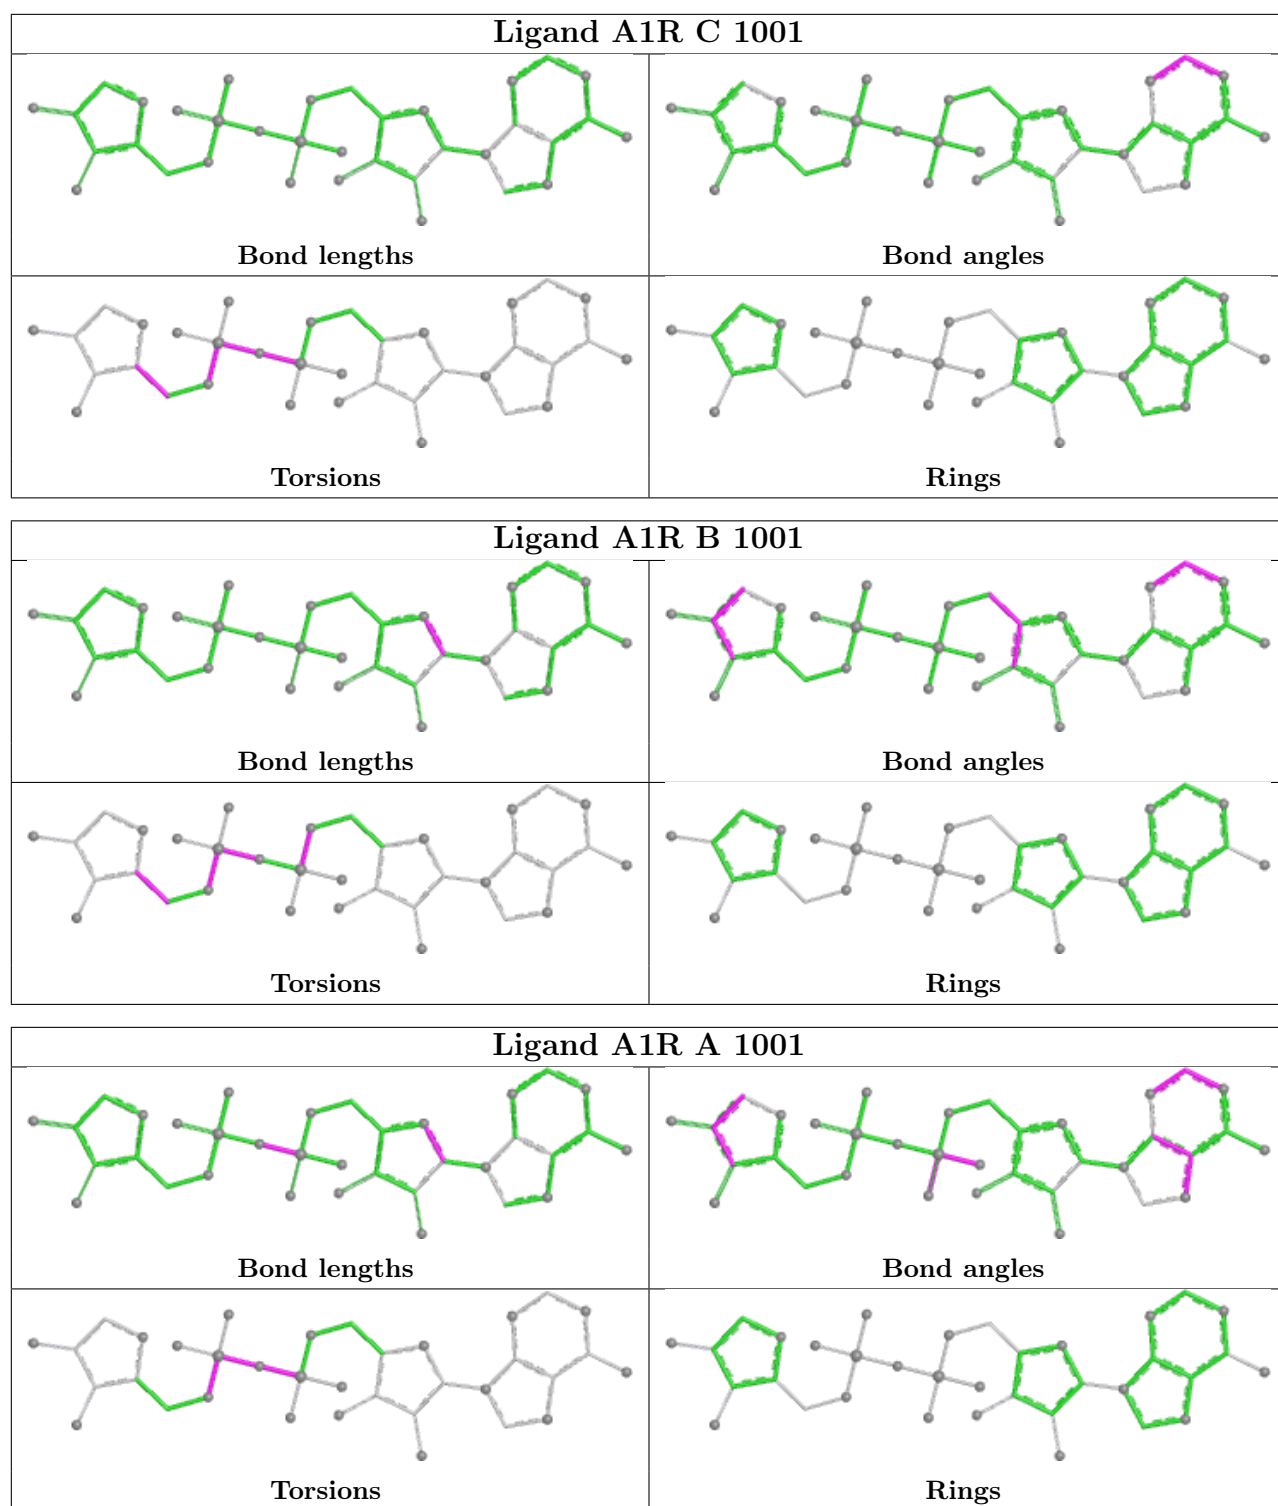 Ligand A1R C 1001
Bond lengths
Bond angles
Torsions
Rings
Ligand A1R B 1001
Bond lengths
Bond angles
Torsions
Rings
Ligand A1R A 1001
Bond lengths
Bond angles
Torsions
Rings